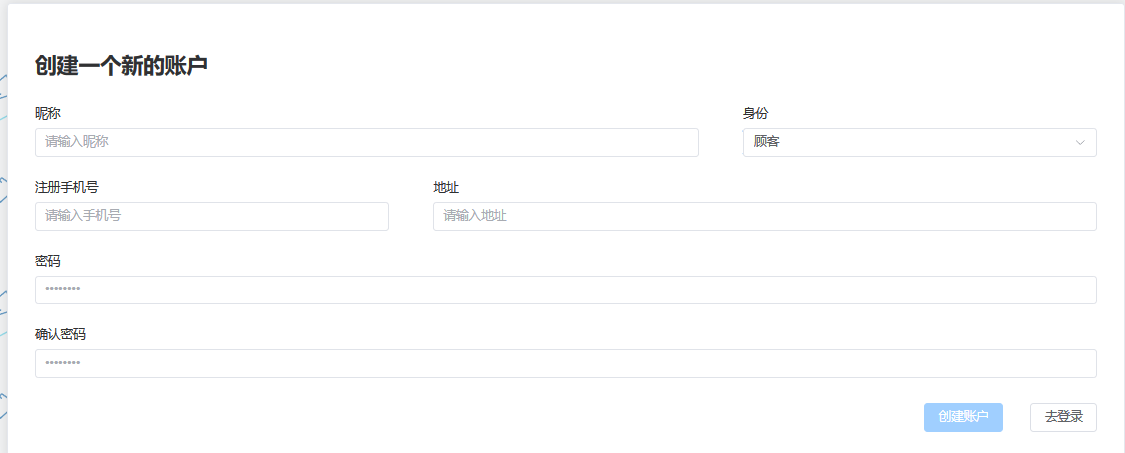 创建一个新的账户
昵称 身份
请输入昵称 顾客
注册手机号 地址
请输入手机号 请输入地址
密码
••••••••
确认密码
••••••••
创建账户 去登录